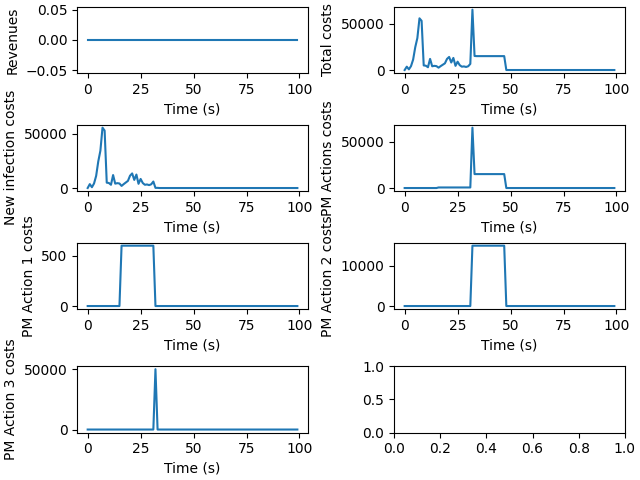 Revenues
0.05
0.00
−0.05
0 25 50 75 100
Time (s)
Total costs
50000
0
0 25 50 75 100
Time (s)
New infection costs
50000
0
0 25 50 75 100
Time (s)
PM Actions costs
50000
0
0 25 50 75 100
Time (s)
PM Action 1 costs
500
0
0 25 50 75 100
Time (s)
PM Action 2 costs
10000
0
0 25 50 75 100
Time (s)
PM Action 3 costs
50000
0
0 25 50 75 100
Time (s)
1.0
0.5
0.0
0.0 0.2 0.4 0.6 0.8 1.0